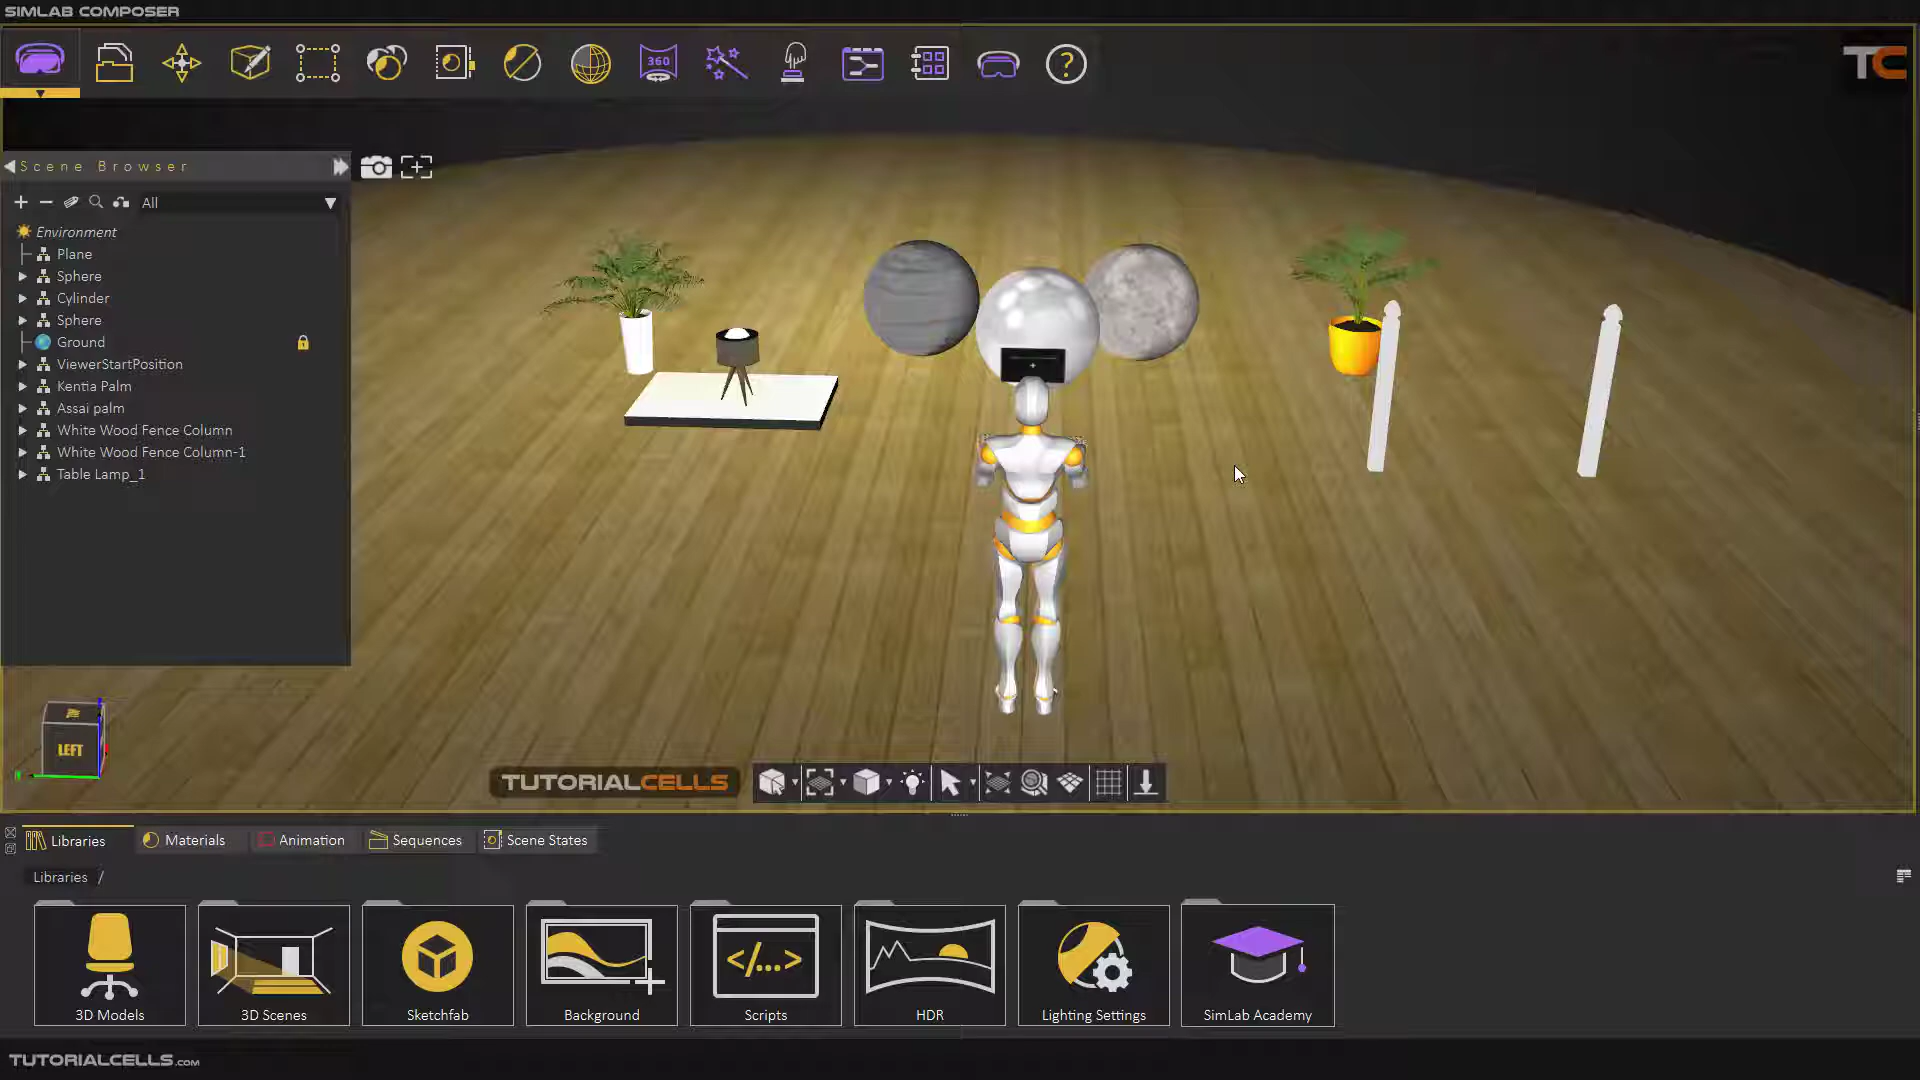 SIMLAB COMPOSER
360
?
TC
Scene Browser
All
Environment
Plane
Sphere
Cylinder
Sphere
Ground
ViewerStartPosition
Kentia Palm
Assai palm
White Wood Fence Column
White Wood Fence Column-1
Table Lamp_1
LEFT
TUTORIALCELLS
Libraries
Materials
Animation
Sequences
Scene States
Libraries /
</...>
3D Models
3D Scenes
Sketchfab
Background
Scripts
HDR
Lighting Settings
SimLab Academy
TUTORIALCELLS.com